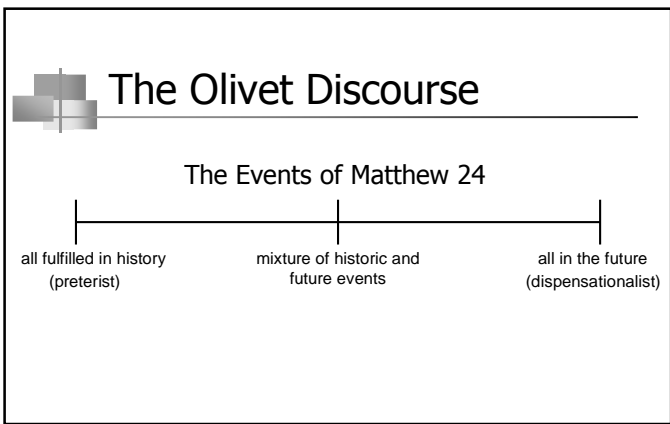 The Olivet Discourse
The Events of Matthew 24
all fulfilled in history
(preterist)
mixture of historic and
future events
all in the future
(dispensationalist)